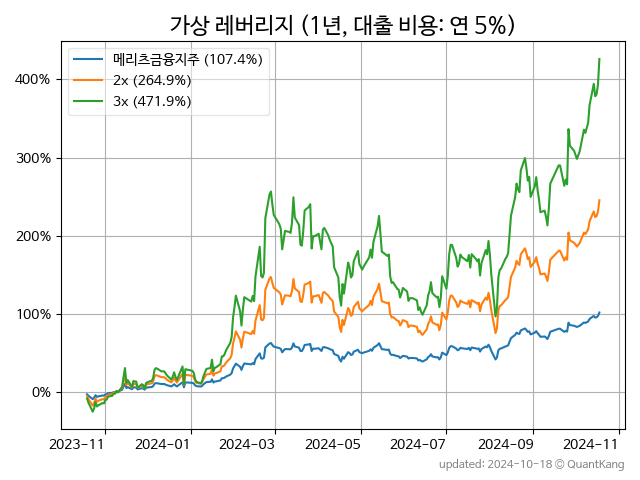 가상 레버리지 (1년, 대출 비용: 연 5%)
메리츠금융지주 (107.4%)
2x (264.9%)
3x (471.9%)
400%
300%
200%
100%
0%
2023-11
2024-01
2024-03
2024-05
2024-07
2024-09
2024-11
updated: 2024-10-18 © QuantKang